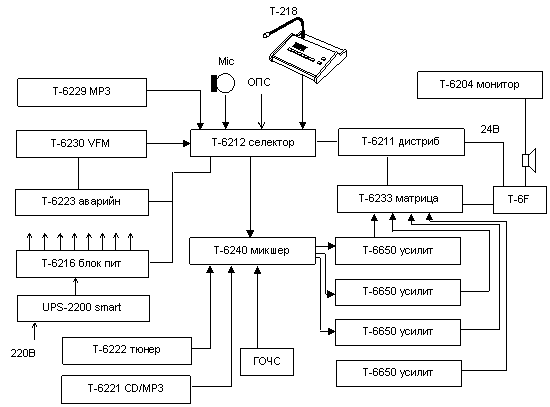 T-218
Mic
ОПС
T-6229 MP3
T-6204 монитор
T-6230 VFM
T-6212 селектор
T-6211 дистриб
24В
T-6223 аварийн
T-6233 матрица
T-6F
T-6216 блок пит
T-6240 микшер
T-6650 усилит
T-6650 усилит
UPS-2200 smart
T-6650 усилит
220В
T-6222 тюнер
ГОЧС
T-6650 усилит
T-6221 CD/MP3